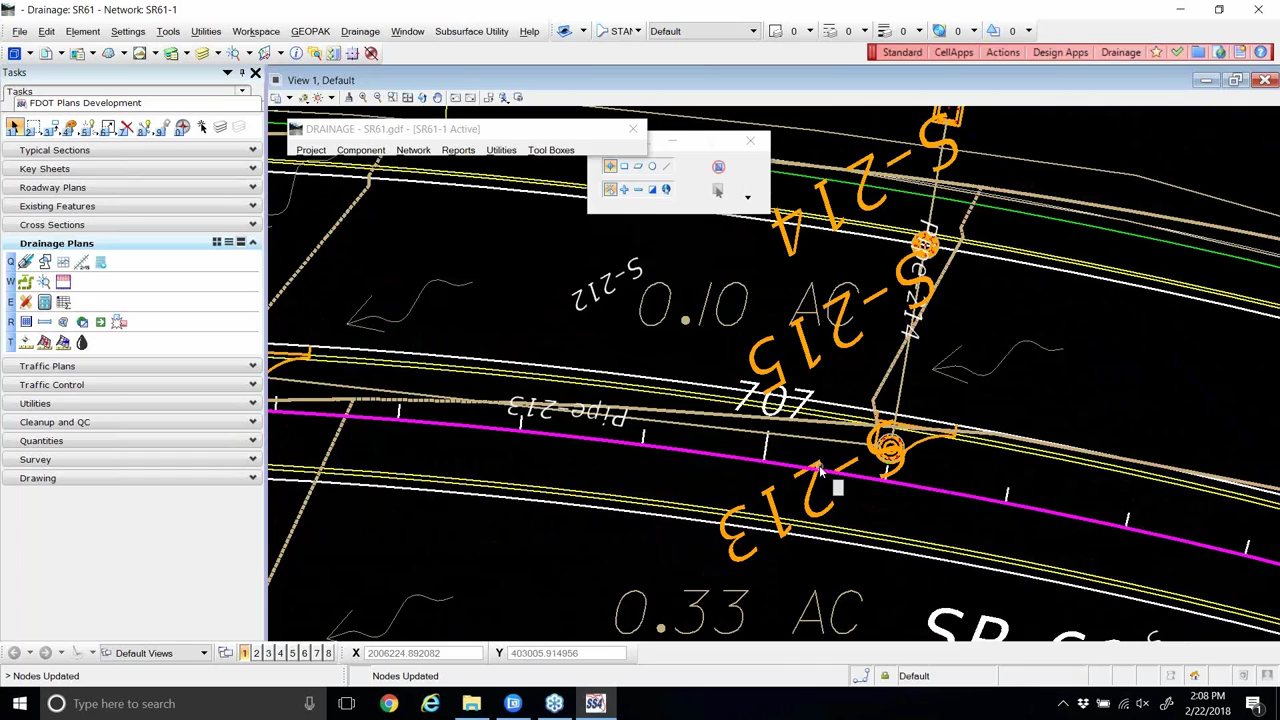 - Drainage: SR61 - Network: SR61-1
File Edit Element Settings Tools Utilities Workspace GEOPAK Drainage Window Subsurface Utility Help
STAN Default 0 0 0 0
Standard CellApps Actions Design Apps Drainage
Tasks
View 1, Default
Tasks
FDOT Plans Development
DRAINAGE - SR61.gdf - [SR61-1 Active]
Project Component Network Reports Utilities Tool Boxes
Typical Sections
Key Sheets
Roadway Plans
Existing Features
Cross Sections
Drainage Plans
W
E
R
T
Traffic Plans
Traffic Control
Utilities
Cleanup and QC
Quantities
Survey
Drawing
S-214
S-212
0.10 AC
S-215
707
Pipe-213
S-213
0.33 AC
Default Views 1 2 3 4 5 6 7 8 X 2006224.892082 Y 403005.914956
> Nodes Updated Nodes Updated Default
Type here to search
2:08 PM
2/22/2018